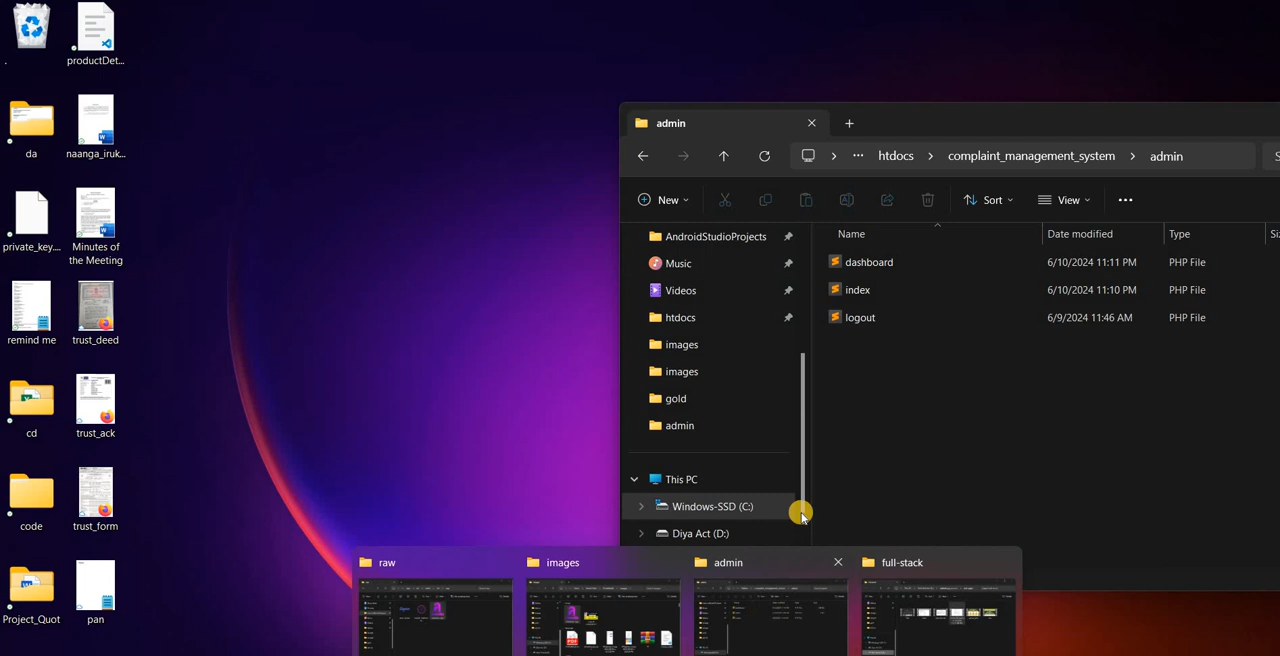 productDet...
da
naanga_iruk...
private_key....
Minutes of
the Meeting
remind me
trust_deed
cd
trust_ack
code
trust_form
Project_Quot
pan
admin
htdocs
complaint_management_system
admin
New
Sort
View
AndroidStudioProjects
Music
Videos
htdocs
images
images
gold
admin
This PC
Windows-SSD (C:)
Diya Act (D:)
Name
Date modified
Type
Si
dashboard
6/10/2024 11:11 PM
PHP File
index
6/10/2024 11:10 PM
PHP File
logout
6/9/2024 11:46 AM
PHP File
raw
images
admin
full-stack